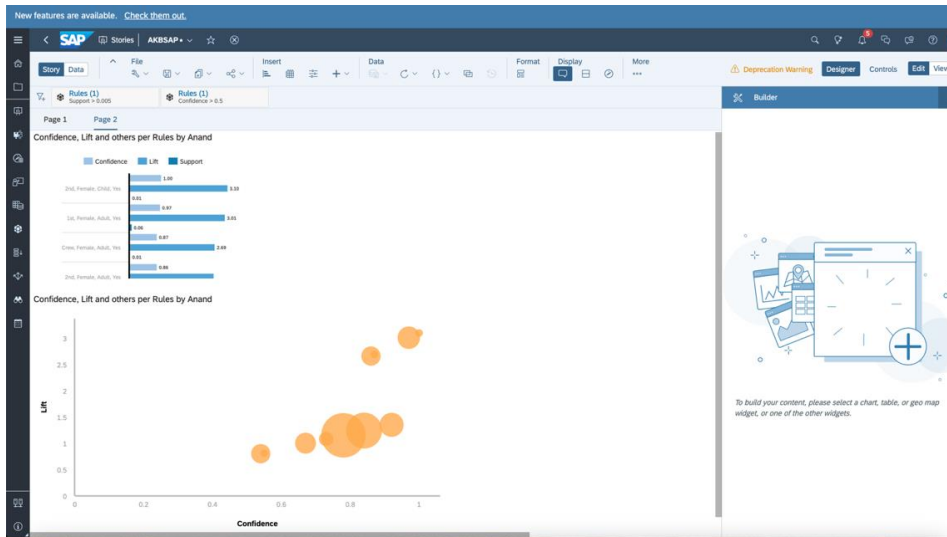 New features are available. Check them out.
SAP Stories AKBSAP
5
Story Data File Insert Data Format Display More
Deprecation Warning Designer Controls Edit View
Rules (1) Rules (1)
Support > 0.005 Confidence > 0.5
Builder
Page 1 Page 2
Confidence, Lift and others per Rules by Anand
Confidence Lift Support
1.00
2nd, Female, Child, Yes 3.10
0.01
0.97
1st, Female, Adult, Yes 3.01
0.06
0.87
Crew, Female, Adult, Yes 2.69
0.01
0.86
2nd, Female, Adult, Yes
Confidence, Lift and others per Rules by Anand
3
2.5
2
Lift
1.5
1
0.5
0
0 0.2 0.4 0.6 0.8 1
Confidence
To build your content, please select a chart, table, or geo map
widget, or one of the other widgets.